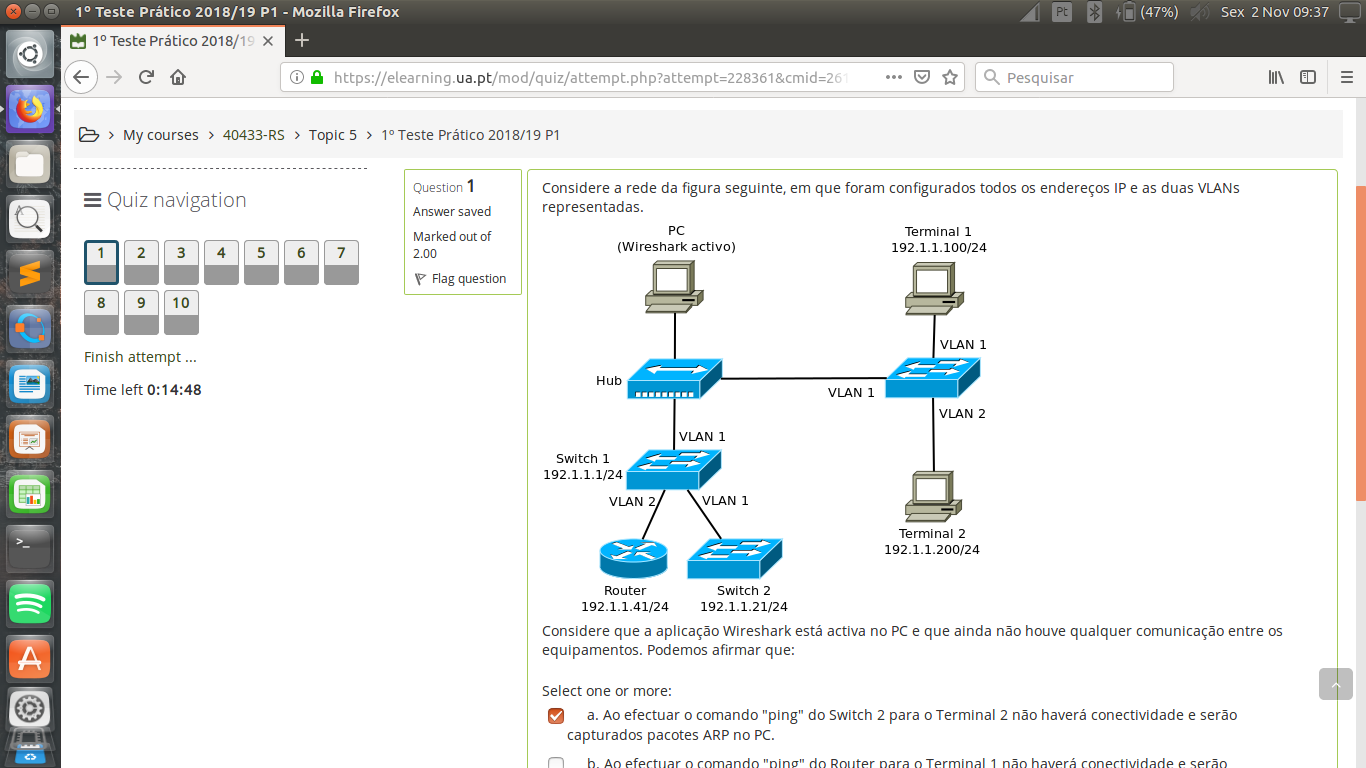 1º Teste Prático 2018/19 P1 - Mozilla Firefox
Pt
(47%)
Sex 2 Nov 09:37
1º Teste Prático 2018/19
https://elearning.ua.pt/mod/quiz/attempt.php?attempt=228361&cmid=261
Pesquisar
My courses
40433-RS
Topic 5
1º Teste Prático 2018/19 P1
Quiz navigation
1 2 3 4 5 6 7
8 9 10
Finish attempt ...
Time left 0:14:48
Question 1
Answer saved
Marked out of
2.00
Flag question
Considere a rede da figura seguinte, em que foram configurados todos os endereços IP e as duas VLANs
representadas.
PC
(Wireshark activo)
Terminal 1
192.1.1.100/24
VLAN 1
Hub
VLAN 1
VLAN 2
VLAN 1
Switch 1
192.1.1.1/24
VLAN 2
VLAN 1
Terminal 2
192.1.1.200/24
Router
192.1.1.41/24
Switch 2
192.1.1.21/24
Considere que a aplicação Wireshark está activa no PC e que ainda não houve qualquer comunicação entre os
equipamentos. Podemos afirmar que:
Select one or more:
a. Ao efectuar o comando "ping" do Switch 2 para o Terminal 2 não haverá conectividade e serão
capturados pacotes ARP no PC.
b. Ao efectuar o comando "ping" do Router para o Terminal 1 não haverá conectividade e serão